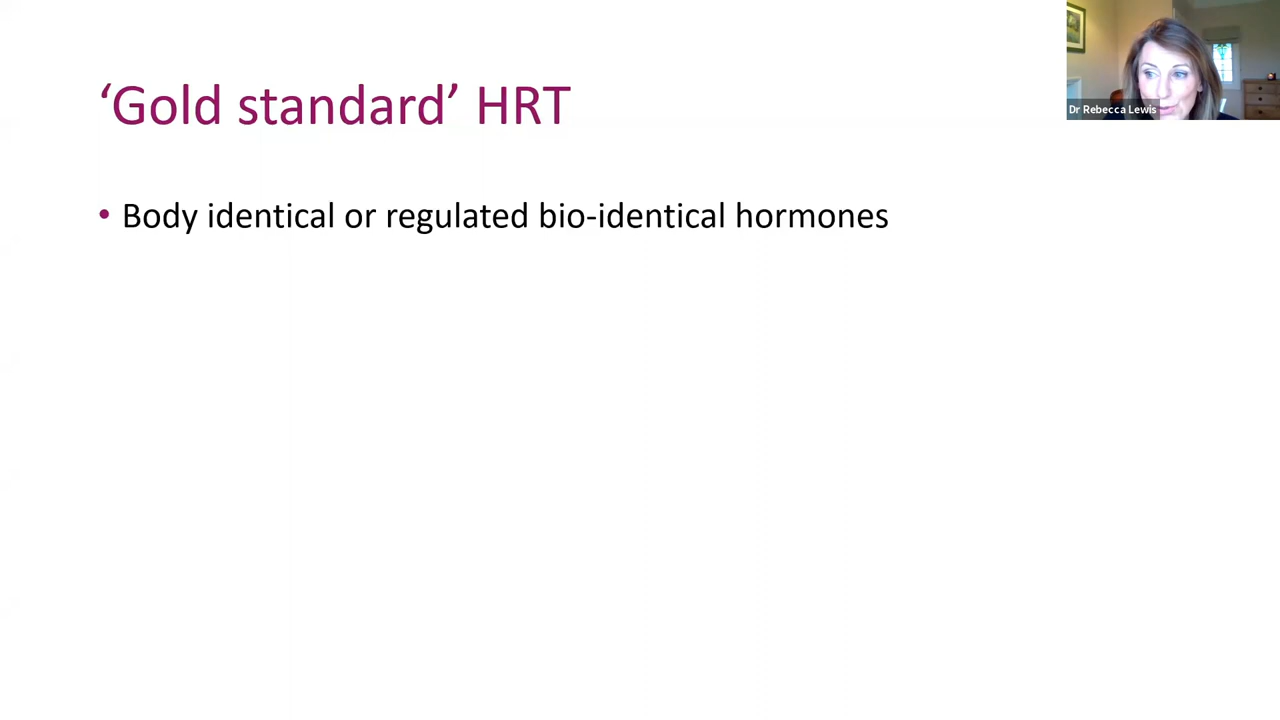 ‘Gold standard’ HRT
Dr Rebecca Lewis
• Body identical or regulated bio-identical hormones